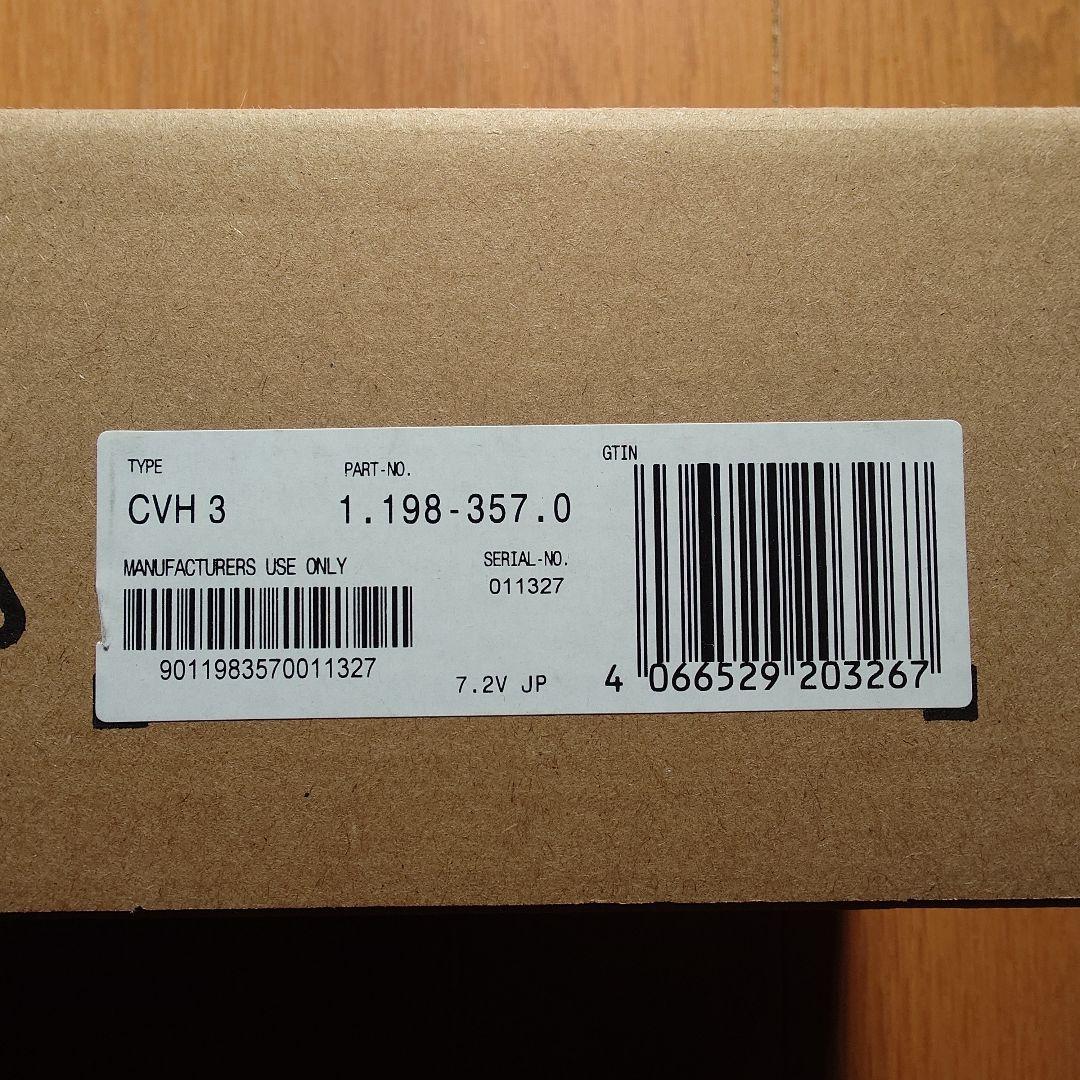 TYPE
CVH 3
PART-NO.
1.198-357.0
MANUFACTURERS USE ONLY
9011983570011327
SERIAL-NO.
011327
7.2V JP
GTIN
4 066529 203267